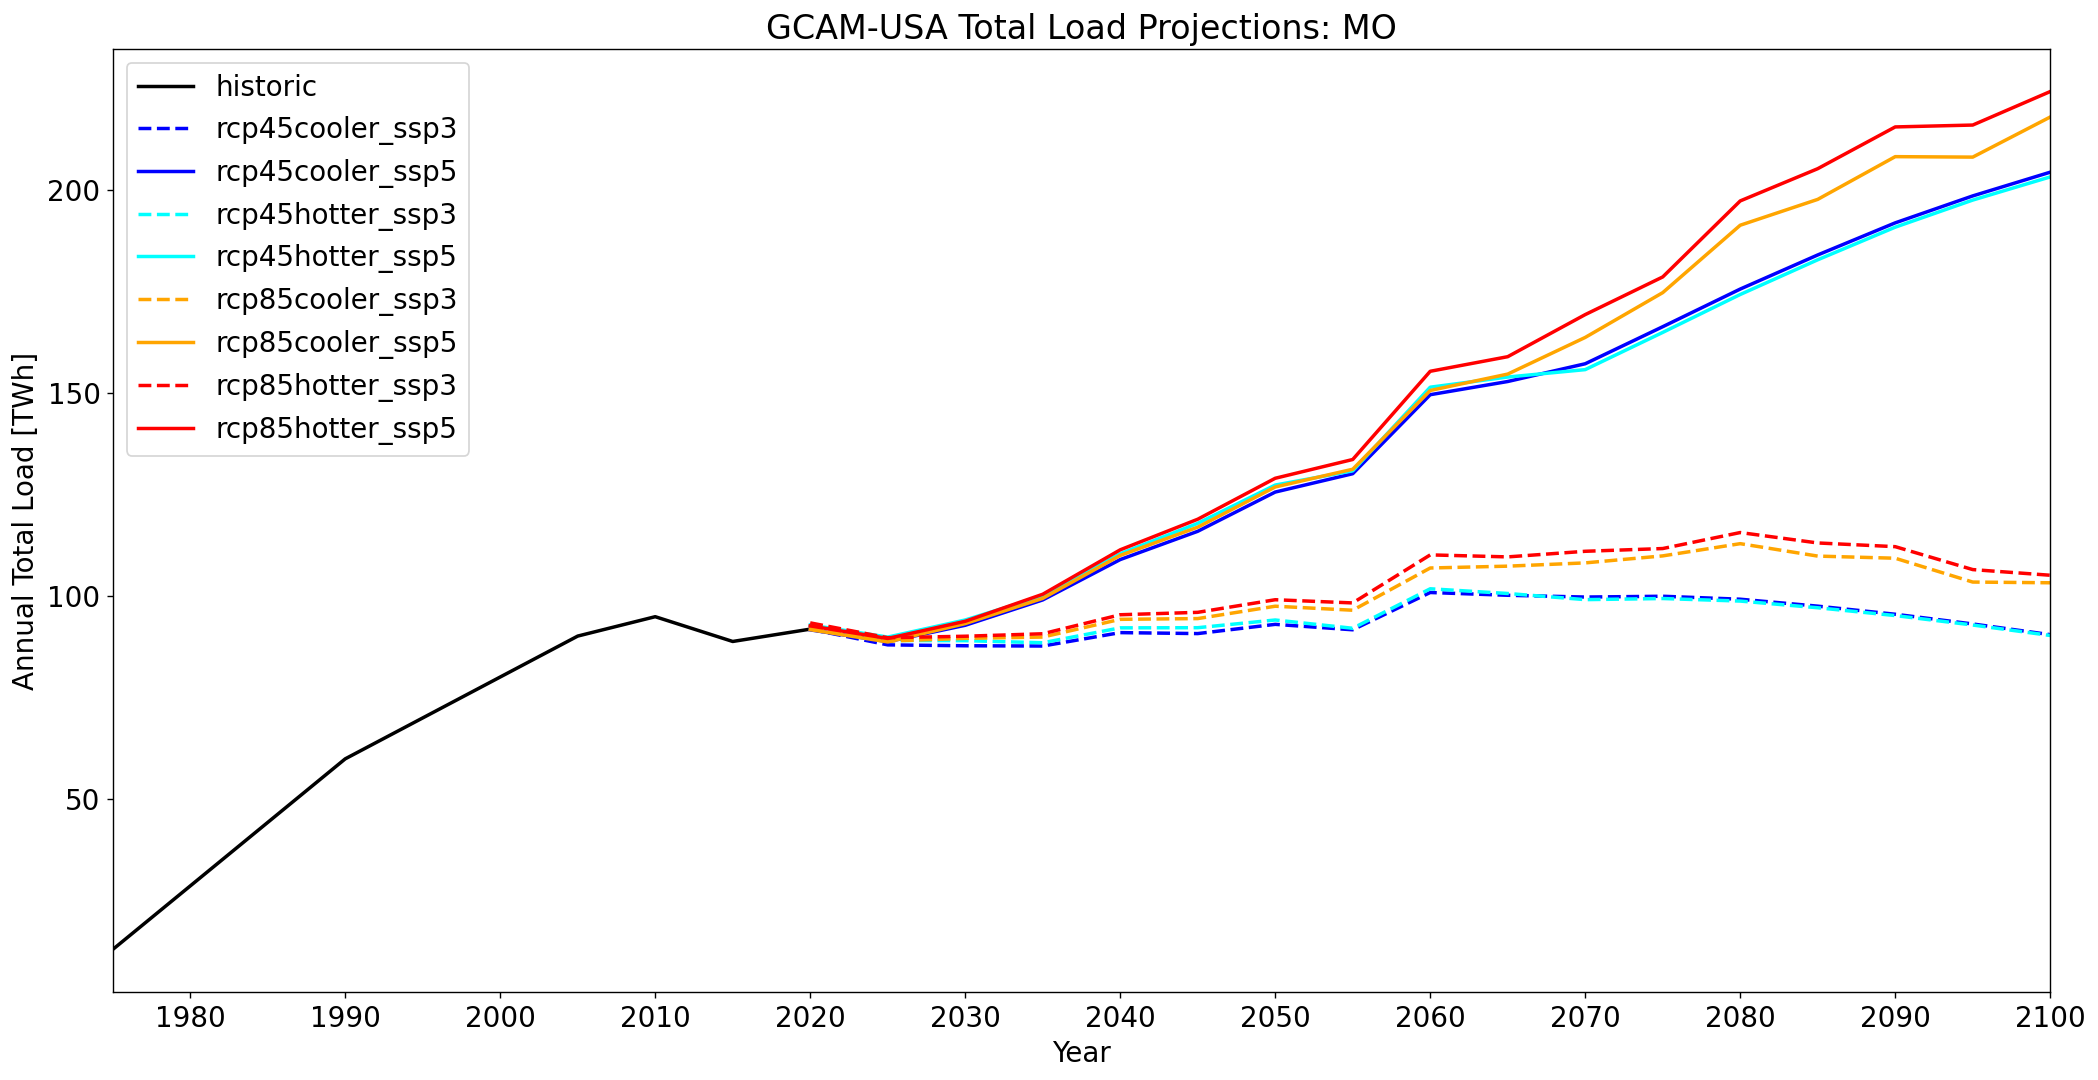 GCAM-USA Total Load Projections: MO
historic
rcp45cooler_ssp3
rcp45cooler_ssp5
rcp45hotter_ssp3
rcp45hotter_ssp5
rcp85cooler_ssp3
rcp85cooler_ssp5
rcp85hotter_ssp3
rcp85hotter_ssp5
Annual Total Load [TWh]
200
150
100
50
1980 1990 2000 2010 2020 2030 2040 2050 2060 2070 2080 2090 2100
Year